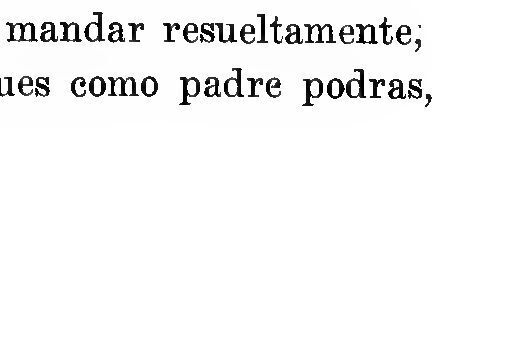 mandar resueltamente;
ues como padre podras,